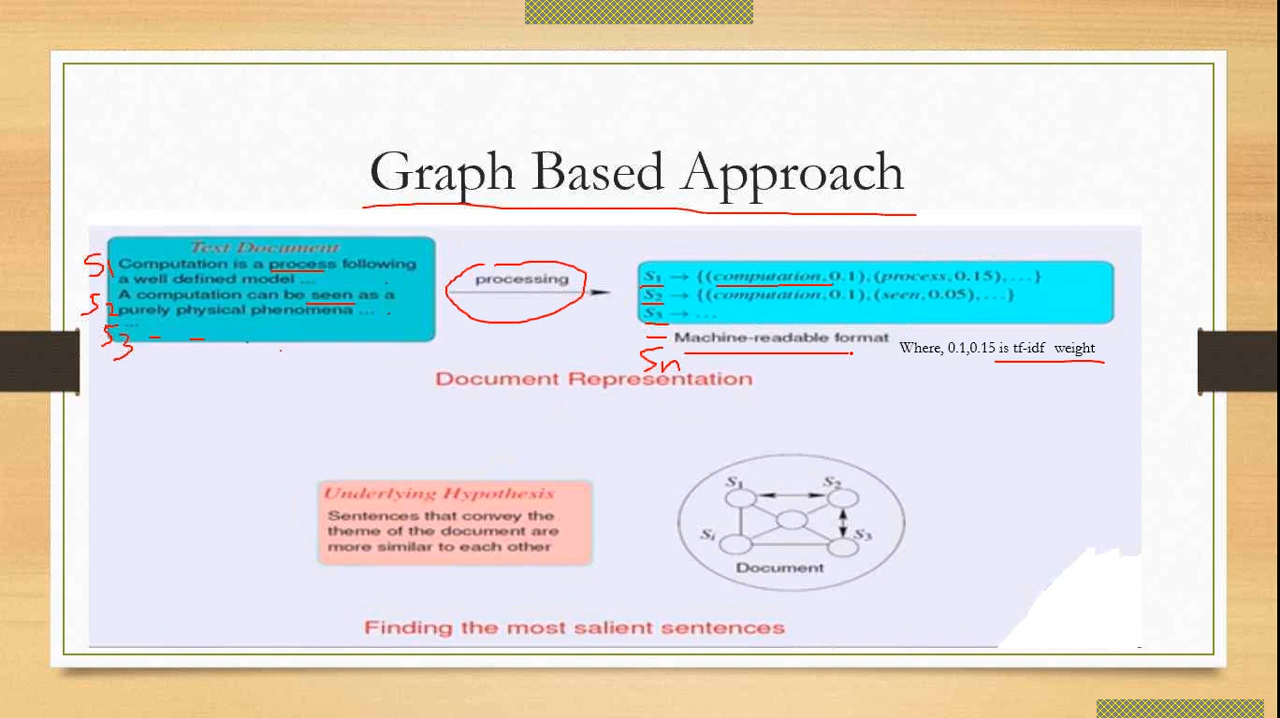 Graph Based Approach
Text Document
S1 Computation is a process following
a well defined model ...
S2 A computation can be seen as a
purely physical phenomena ...
...
S3
processing
S₁ → {(computation, 0.1), (process, 0.15), ...}
S₂ → {(computation, 0.1), (seen, 0.05), ...}
S₃ → ...
Sn
Machine-readable format
Where, 0.1,0.15 is tf-idf weight
Document Representation
Underlying Hypothesis
Sentences that convey the
theme of the document are
more similar to each other
S₁ S₂
Sᵢ S₃
Document
Finding the most salient sentences